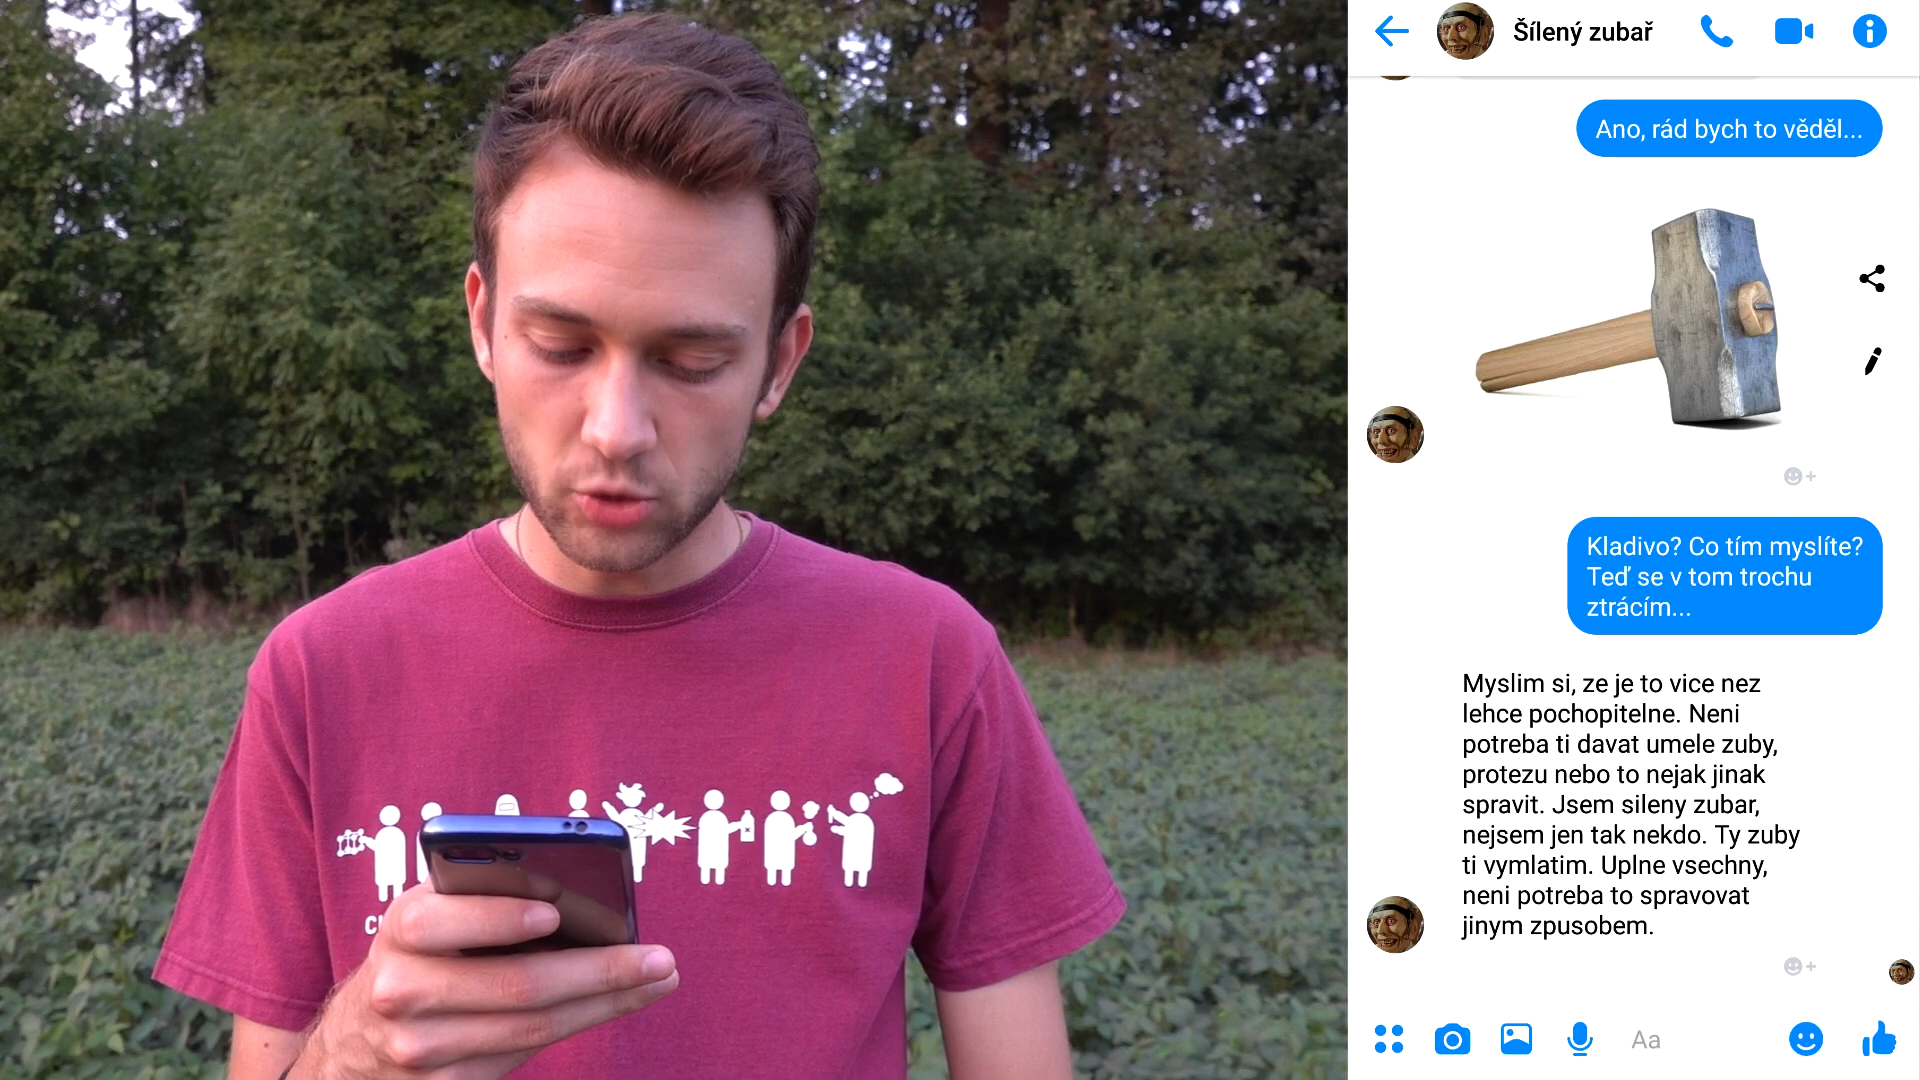 Šílený zubař
Ano, rád bych to věděl...
Kladivo? Co tím myslíte?
Teď se v tom trochu
ztrácím...
Myslim si, ze je to vice nez
lehce pochopitelne. Neni
potreba ti davat umele zuby,
protezu nebo to nejak jinak
spravit. Jsem sileny zubar,
nejsem jen tak nekdo. Ty zuby
ti vymlatim. Uplne vsechny,
neni potreba to spravovat
jinym zpusobem.
Aa